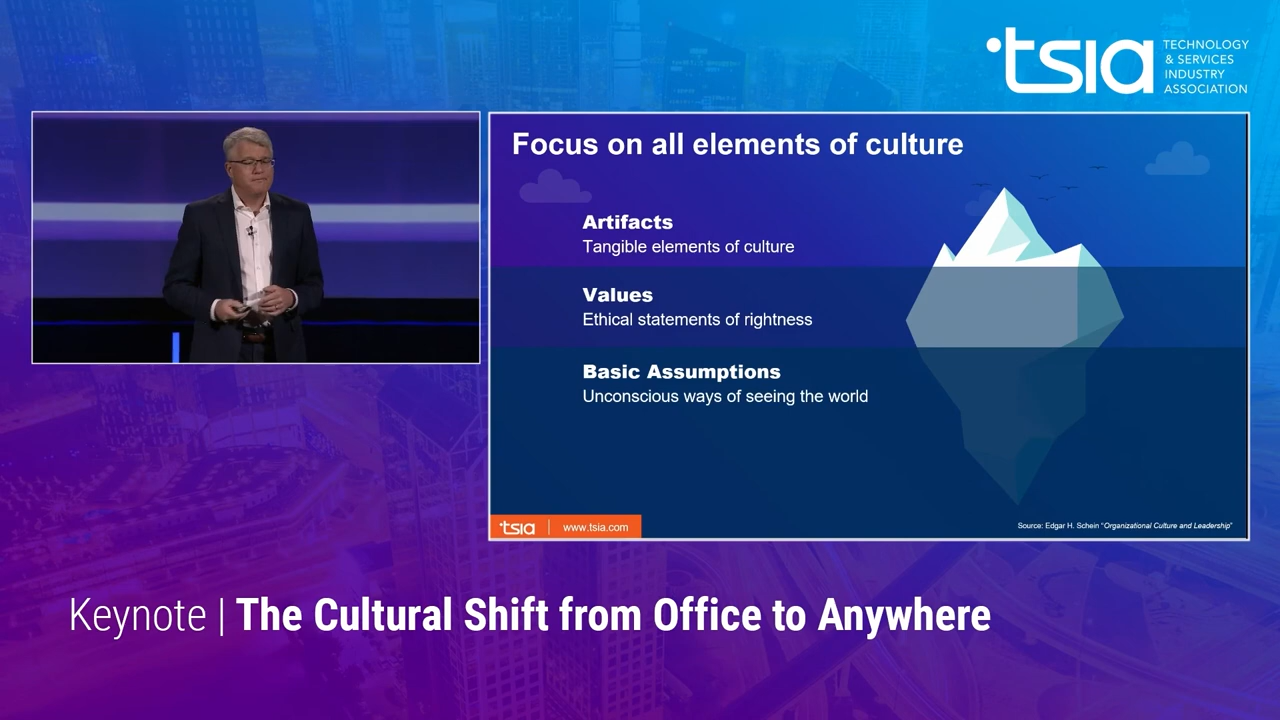 tsia
TECHNOLOGY
& SERVICES
INDUSTRY
ASSOCIATION
Focus on all elements of culture
Artifacts
Tangible elements of culture
Values
Ethical statements of rightness
Basic Assumptions
Unconscious ways of seeing the world
tsia | www.tsia.com
Source: Edgar H. Schein "Organizational Culture and Leadership"
Keynote | The Cultural Shift from Office to Anywhere